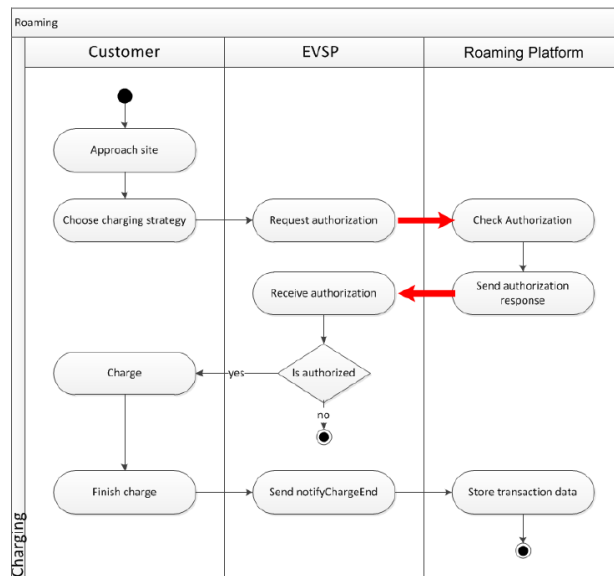 Roaming
Customer
EVSP
Roaming Platform
Approach site
Choose charging strategy
Request authorization
Check Authorization
Receive authorization
Send authorization
response
Charge
yes
Is authorized
no
Finish charge
Send notifyChargeEnd
Store transaction data
Charging